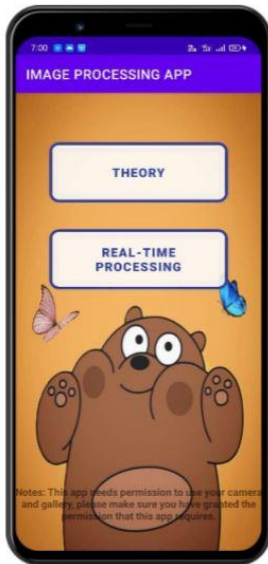 7:00
IMAGE PROCESSING APP
THEORY
REAL-TIME
PROCESSING
Notes: This app needs permission to use your camera
and gallery, please make sure you have granted the
permission that this app requires.